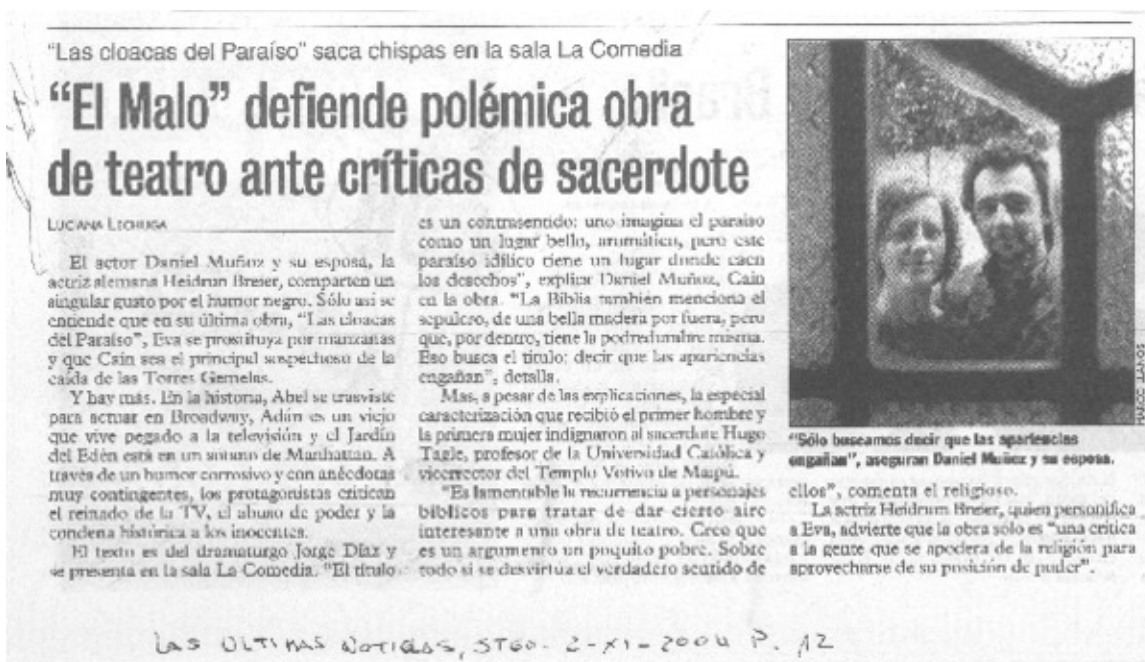 "Las cloacas del Paraíso" saca chispas en la sala La Comedia
"El Malo" defiende polémica obra
de teatro ante críticas de sacerdote
LUCIANA LECHUGA
El actor Daniel Muñoz y su esposa, la
actriz alemana Heidrun Breier, comparten un
singular gusto por el humor negro. Sólo así se
entiende que en su última obra, "Las cloacas
del Paraíso", Eva se prostituya por manzanas
y que Caín sea el principal sospechoso de la
caída de las Torres Gemelas.
Y hay más. En la historia, Abel se trasviste
para actuar en Broadway, Adán es un viejo
que vive pegado a la televisión y el Jardín
del Edén está en un sótano de Manhattan. A
través de un humor corrosivo y con anécdotas
muy contingentes, los protagonistas critican
el reinado de la TV, el abuso de poder y la
condena histórica a los inocentes.
El texto es del dramaturgo Jorge Díaz y
se presenta en la sala La Comedia. "El título
es un contrasentido: uno imagina el paraíso
como un lugar bello, aromático, pero este
paraíso idílico tiene un lugar donde caen
los desechos", explica Daniel Muñoz, Caín
en la obra. "La Biblia también menciona el
sepulcro, de una bella madera por fuera, pero
que, por dentro, tiene la podredumbre misma.
Eso busca el título: decir que las apariencias
engañan", detalla.
Mas, a pesar de las explicaciones, la especial
caracterización que recibió el primer hombre y
la primera mujer indignaron al sacerdote Hugo
Tagle, profesor de la Universidad Católica y
vicerrector del Templo Votivo de Maipú.
"Es lamentable la recurrencia a personajes
bíblicos para tratar de dar cierto aire
interesante a una obra de teatro. Creo que
es un argumento un poquito pobre. Sobre
todo si se desvirtúa el verdadero sentido de
"Sólo buscamos decir que las apariencias
engañan", aseguran Daniel Muñoz y su esposa.
ellos", comenta el religioso.
La actriz Heidrun Breier, quien personifica
a Eva, advierte que la obra sólo es "una crítica
a la gente que se apodera de la religión para
aprovecharse de su posición de poder".
LAS ULTIMAS NOTICIAS, STGO. 2-XI-2004 P. 12